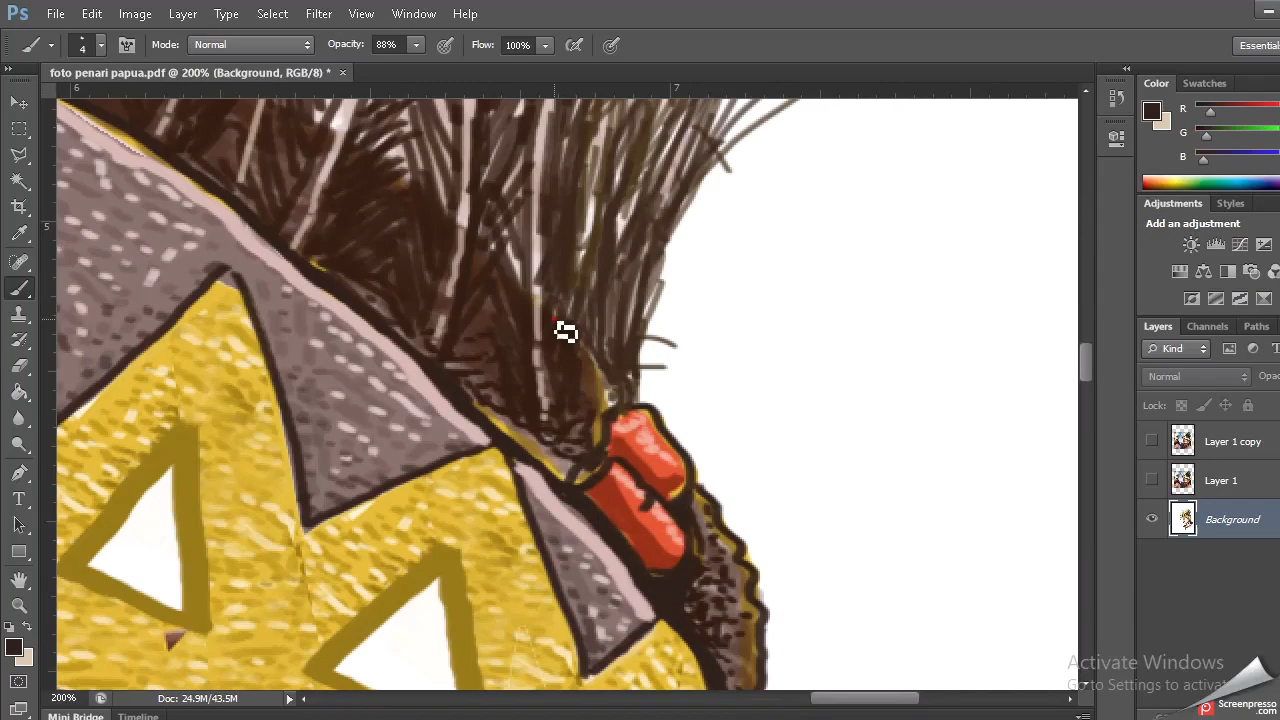 Ps File Edit Image Layer Type Select Filter View Window Help
4 Mode: Normal Opacity: 88% Flow: 100% Essential
foto penari papua.pdf @ 200% (Background, RGB/8) * ×
6 7
5
Color Swatches
R
G
B
Adjustments Styles
Add an adjustment
Layers Channels Paths
Kind T
Normal Opac
Lock:
Layer 1 copy
Layer 1
Background
Activate Windows
Go to Settings to activat
200% Doc: 24.9M/43.5M
Screenpresso
.com
Mini Bridge Timeline